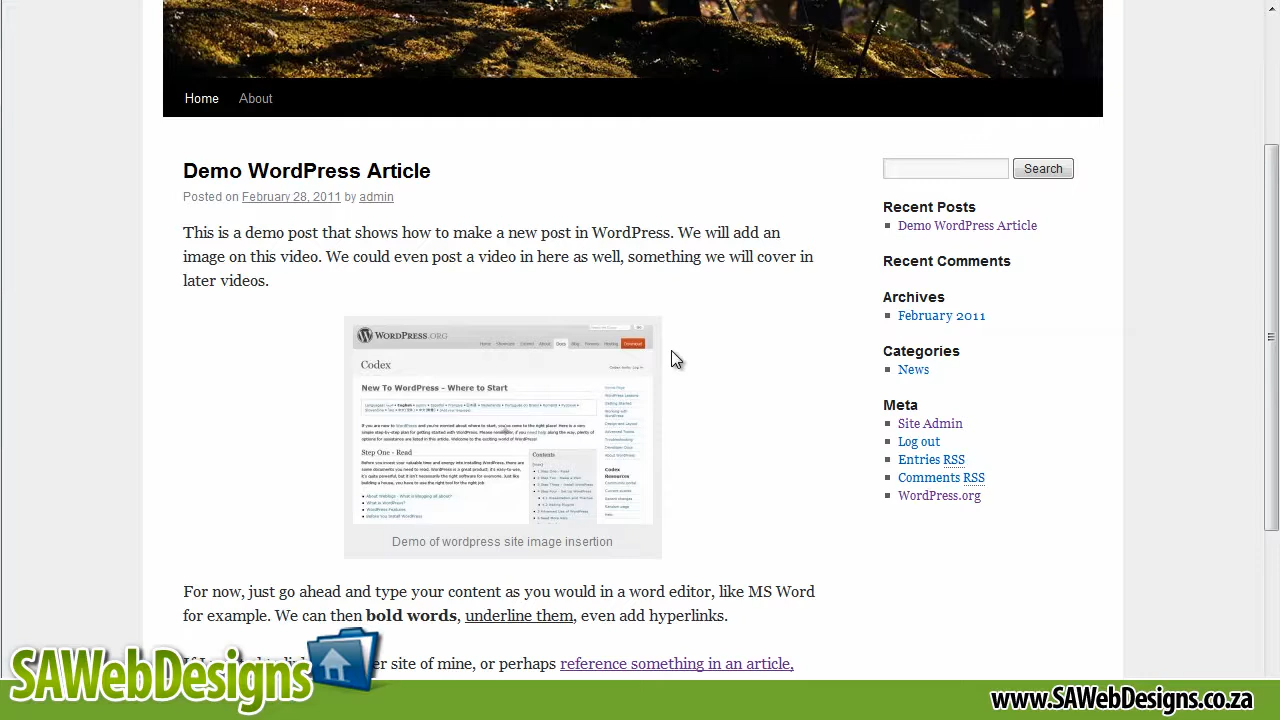 Home About
Demo WordPress Article
Posted on February 28, 2011 by admin
This is a demo post that shows how to make a new post in WordPress. We will add an
image on this video. We could even post a video in here as well, something we will cover in
later videos.
WORDPRESS.ORG
Codex
New To WordPress - Where to Start
Step One - Read
Contents
Codex
Resources
Demo of wordpress site image insertion
For now, just go ahead and type your content as you would in a word editor, like MS Word
for example. We can then bold words, underline them, even add hyperlinks.
site of mine, or perhaps reference something in an article,
Search
Recent Posts
Demo WordPress Article
Recent Comments
Archives
February 2011
Categories
News
Meta
Site Admin
Log out
Entries RSS
Comments RSS
WordPress.org
SAWebDesigns
www.SAWebDesigns.co.za